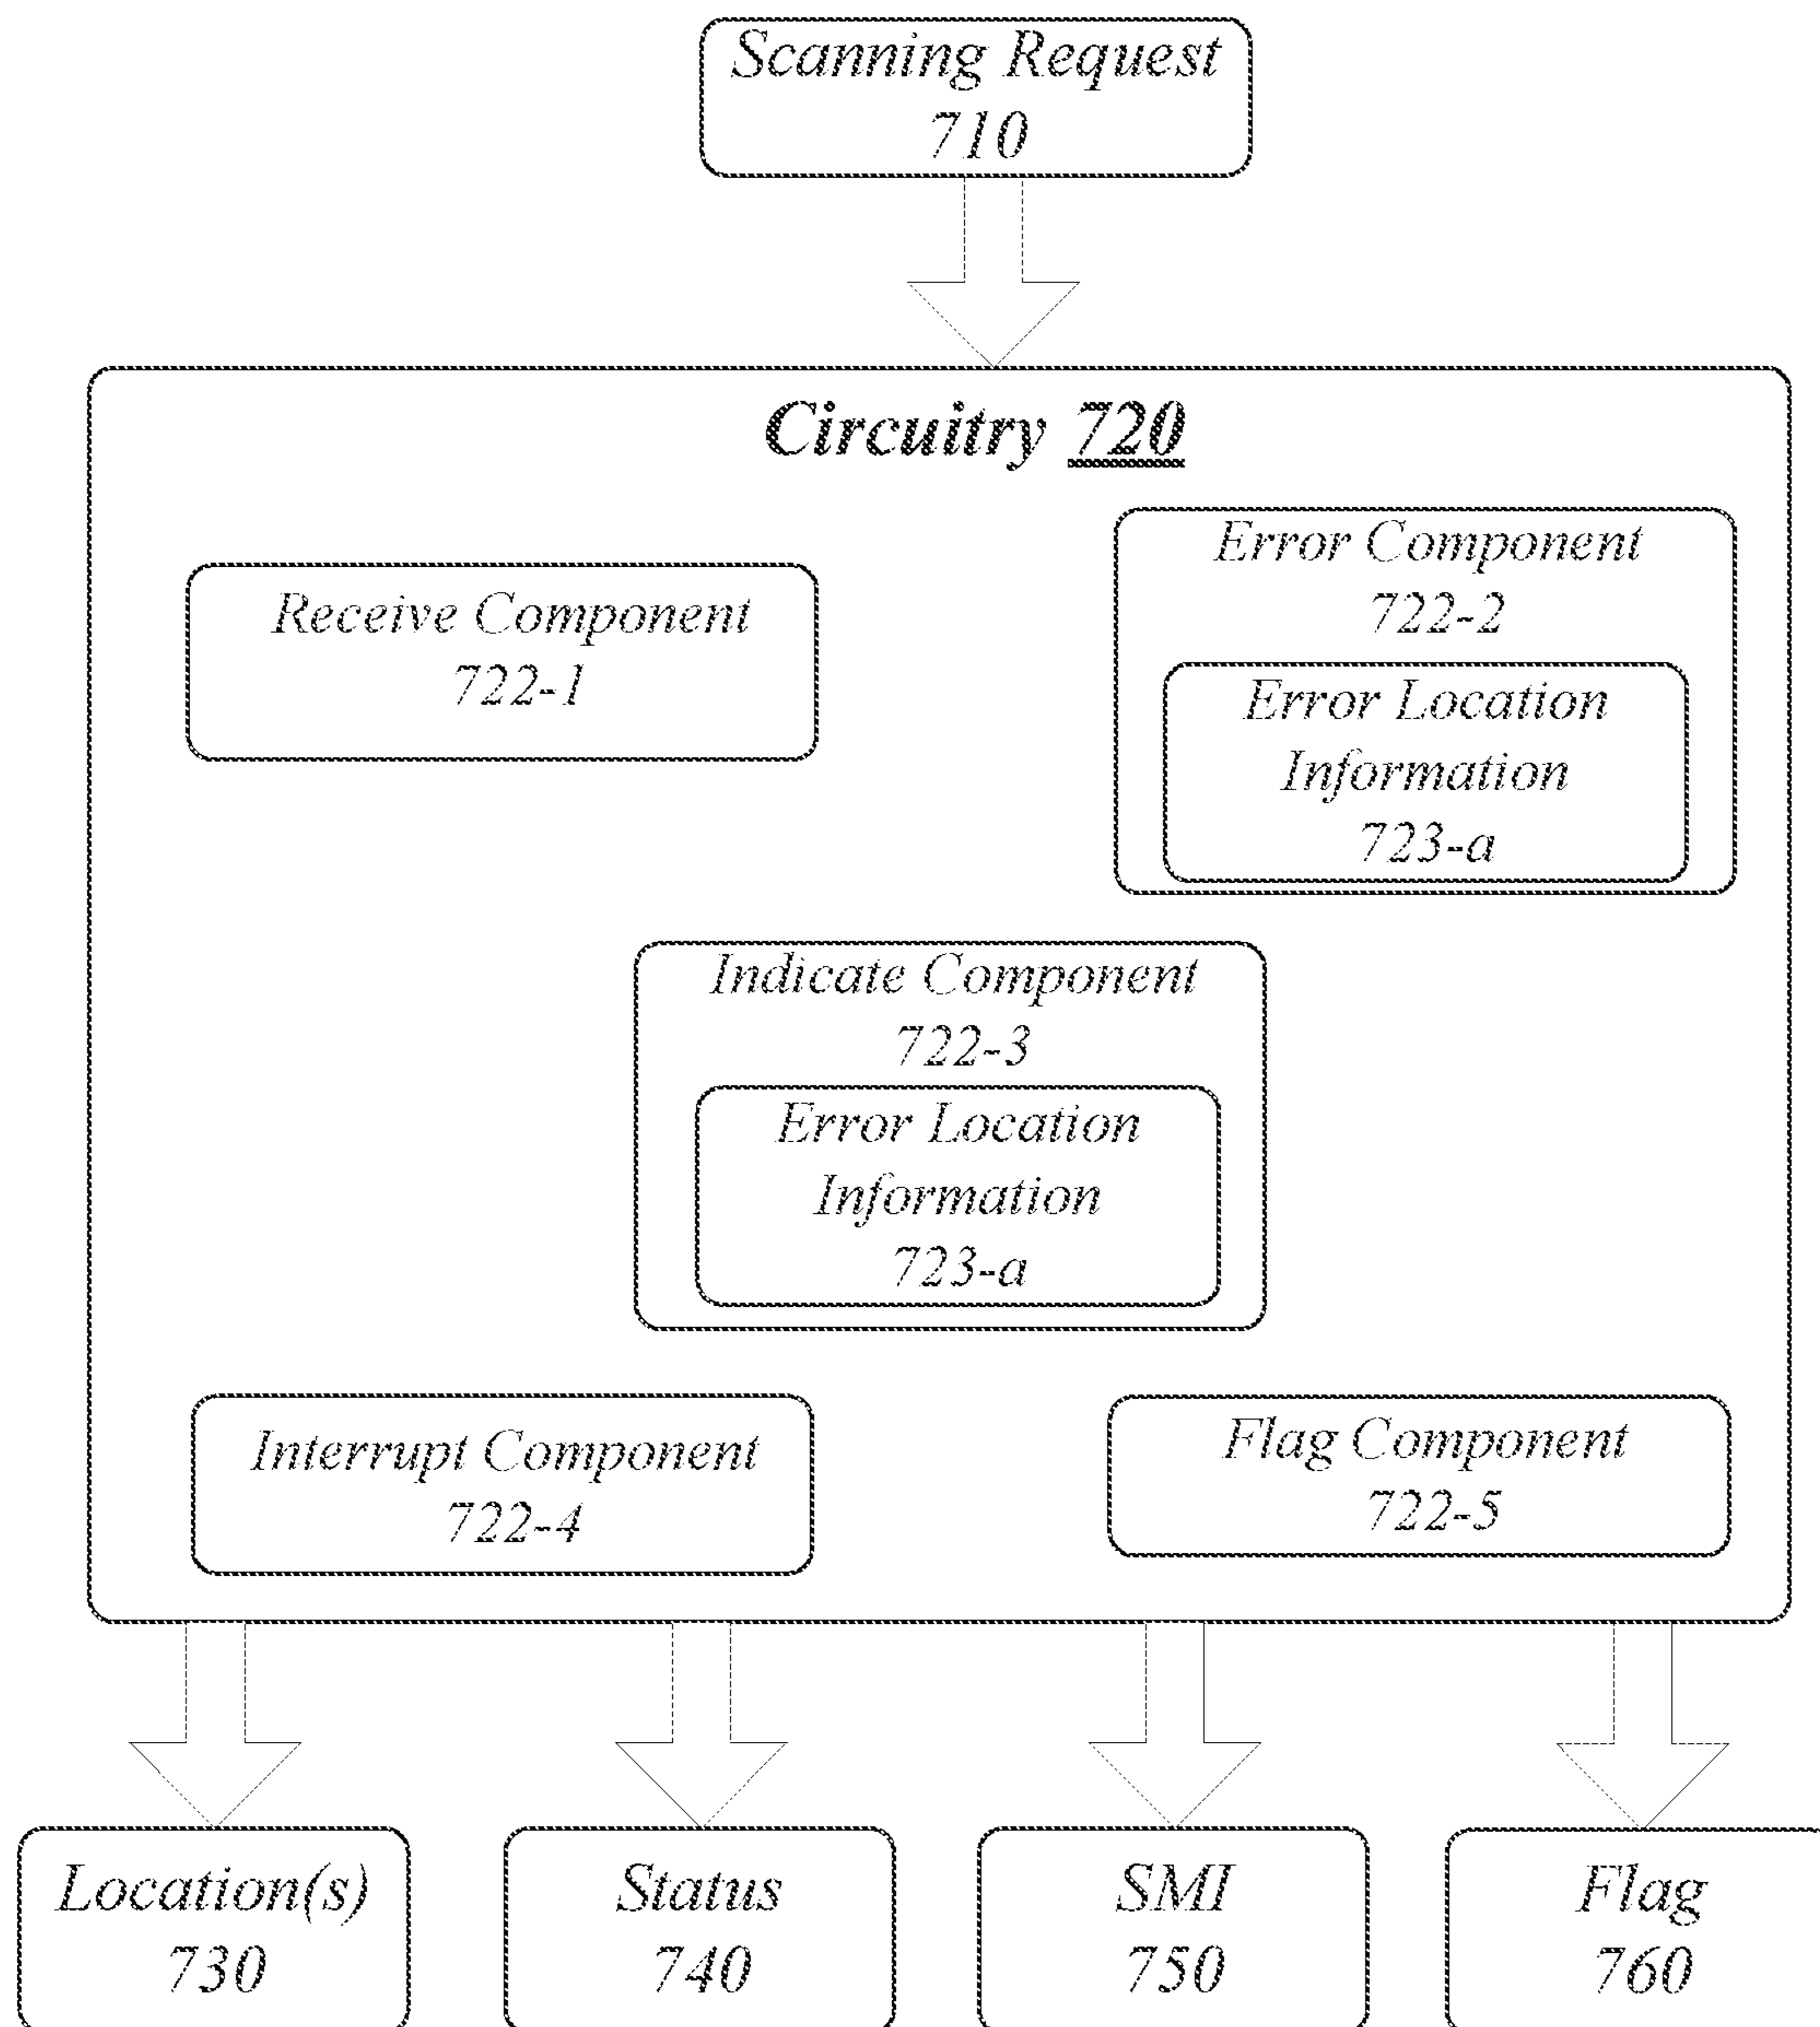 Scanning Request
710
Circuitry 720
Receive Component
722-1
Error Component
722-2
Error Location
Information
723-a
Indicate Component
722-3
Error Location
Information
723-a
Interrupt Component
722-4
Flag Component
722-5
Location(s)
730
Status
740
SMI
750
Flag
760